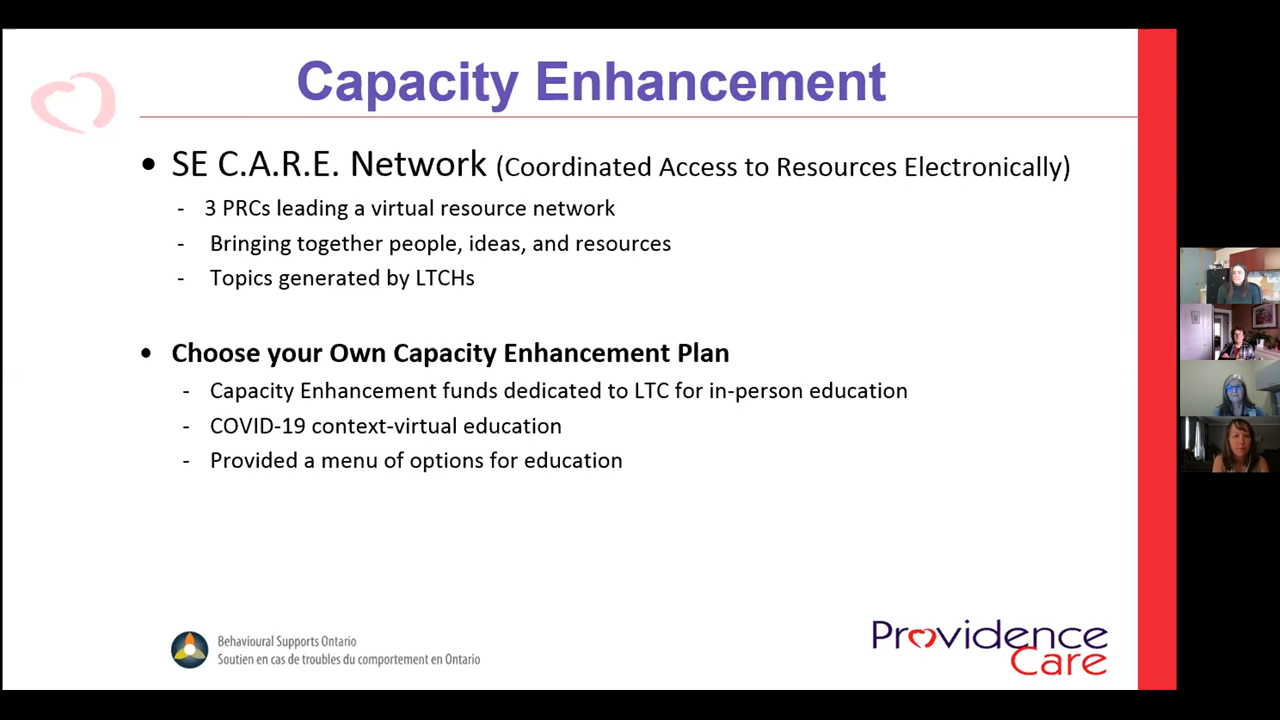 Capacity Enhancement
• SE C.A.R.E. Network (Coordinated Access to Resources Electronically)
- 3 PRCs leading a virtual resource network
- Bringing together people, ideas, and resources
- Topics generated by LTCHs
• Choose your Own Capacity Enhancement Plan
- Capacity Enhancement funds dedicated to LTC for in-person education
- COVID-19 context-virtual education
- Provided a menu of options for education
Behavioural Supports Ontario
Soutien en cas de troubles du comportement en Ontario
Providence
Care